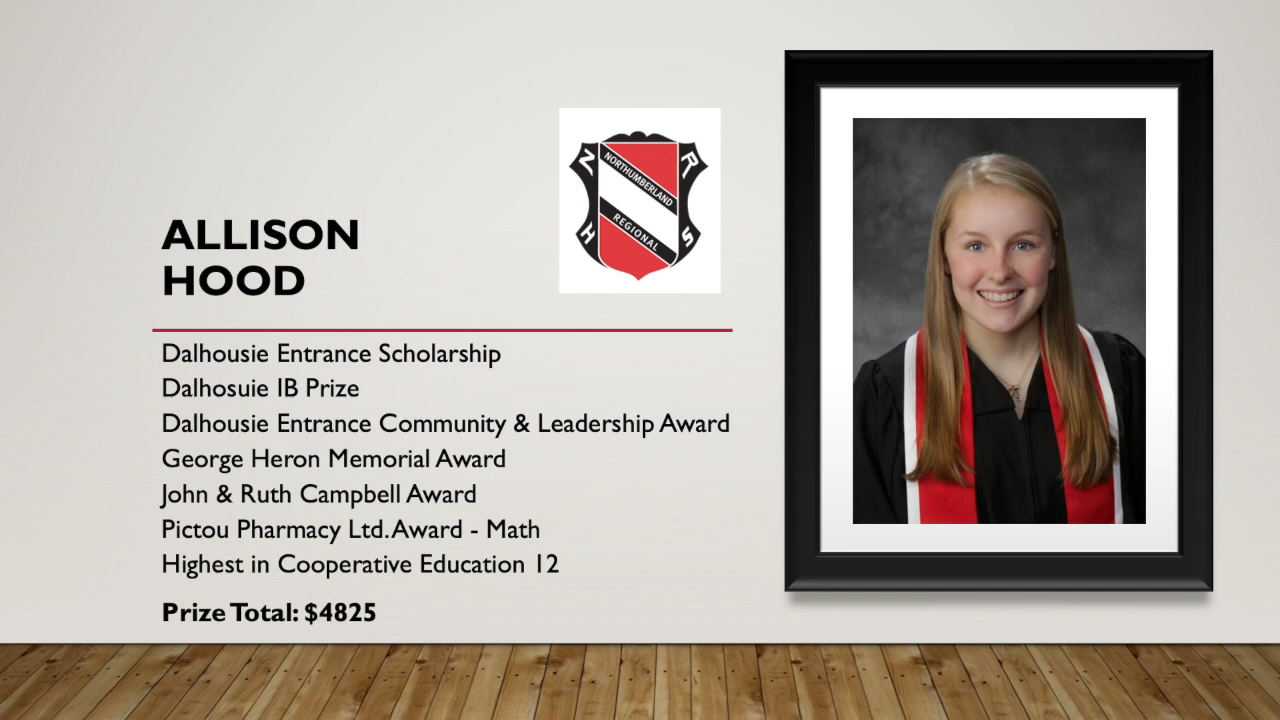 ALLISON
HOOD
N R H S
NORTHUMBERLAND
REGIONAL
Dalhousie Entrance Scholarship
Dalhosuie IB Prize
Dalhousie Entrance Community & Leadership Award
George Heron Memorial Award
John & Ruth Campbell Award
Pictou Pharmacy Ltd. Award - Math
Highest in Cooperative Education 12
Prize Total: $4825